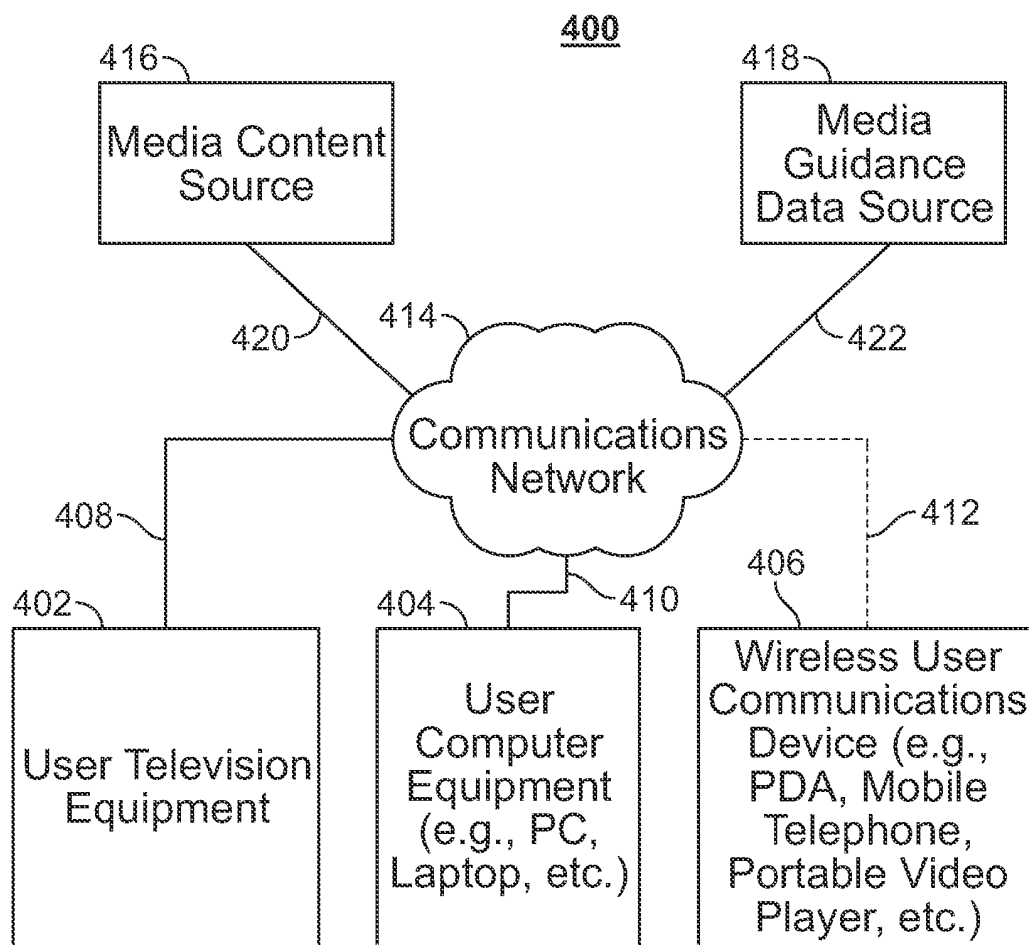 400
416
418
Media Content
Source
Media
Guidance
Data Source
420
414
422
Communications
Network
408
412
402
404
410
406
User Television
Equipment
User
Computer
Equipment
(e.g., PC,
Laptop, etc.)
Wireless User
Communications
Device (e.g.,
PDA, Mobile
Telephone,
Portable Video
Player, etc.)